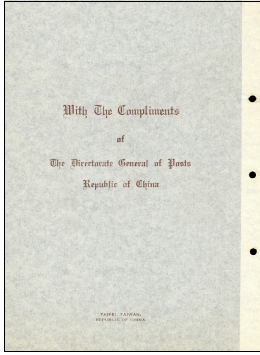 With The Compliments
of
The Directorate General of Posts
Republic of China
TAIPEI, TAIWAN,
REPUBLIC OF CHINA